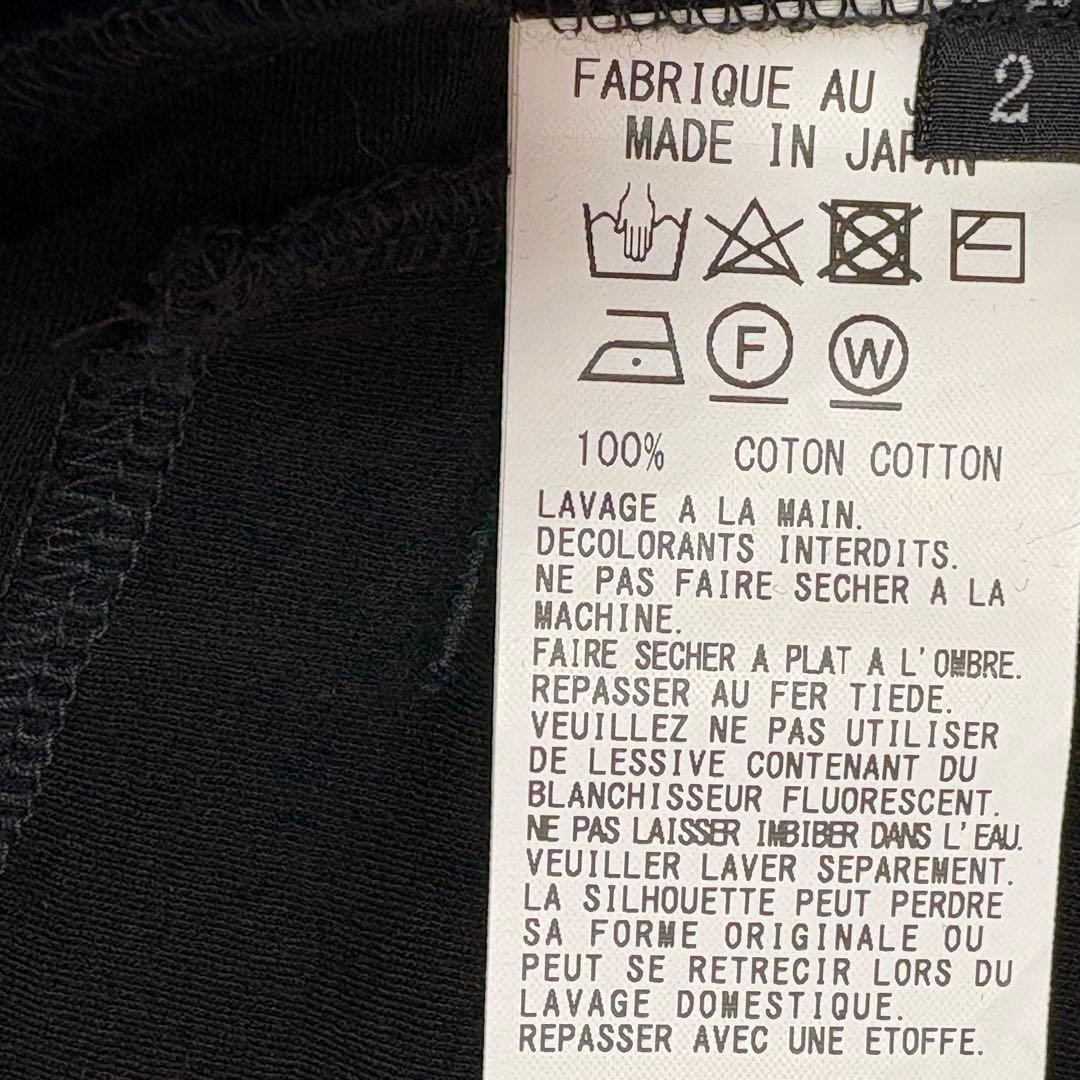 FABRIQUE AU
2
MADE IN JAPAN
F
W
100% COTON COTTON
LAVAGE A LA MAIN.
DECOLORANTS INTERDITS.
NE PAS FAIRE SECHER A LA
MACHINE.
FAIRE SECHER A PLAT A L'OMBRE.
REPASSER AU FER TIEDE.
VEUILLEZ NE PAS UTILISER
DE LESSIVE CONTENANT DU
BLANCHISSEUR FLUORESCENT.
NE PAS LAISSER IMBIBER DANS L'EAU.
VEUILLER LAVER SEPAREMENT.
LA SILHOUETTE PEUT PERDRE
SA FORME ORIGINALE OU
PEUT SE RETRECIR LORS DU
LAVAGE DOMESTIQUE.
REPASSER AVEC UNE ETOFFE.